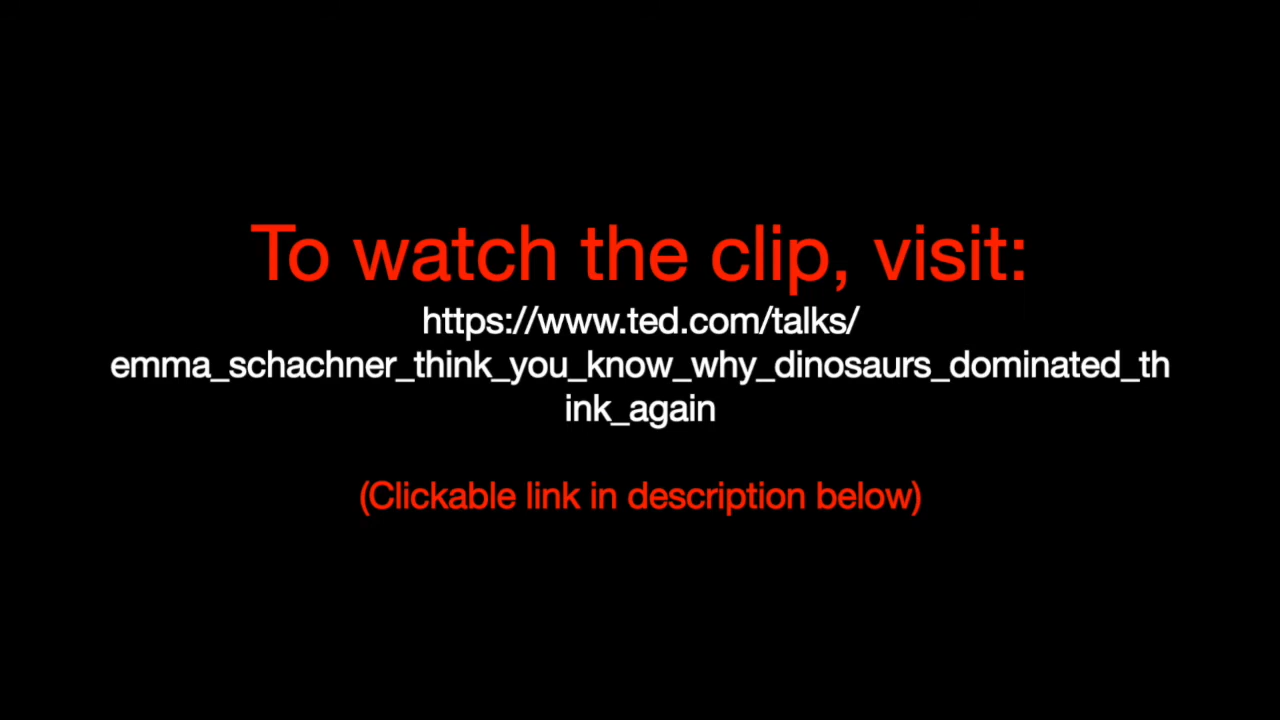 To watch the clip, visit:
https://www.ted.com/talks/
emma_schachner_think_you_know_why_dinosaurs_dominated_th
ink_again
(Clickable link in description below)